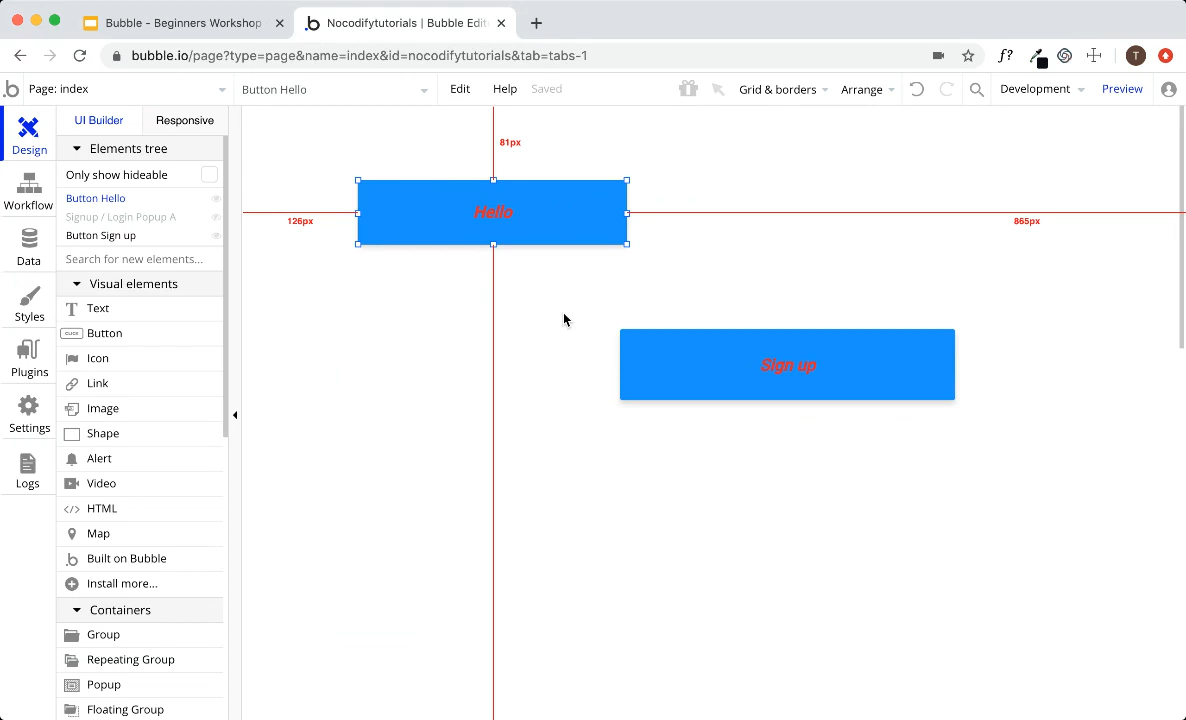 Bubble - Beginners Workshop
Nocodifytutorials | Bubble Edit
bubble.io/page?type=page&name=index&id=nocodifytutorials&tab=tabs-1
f?
T
Page: index
Button Hello
Edit
Help
Saved
Grid & borders
Arrange
Development
Preview
Design
Workflow
Data
Styles
Plugins
Settings
Logs
UI Builder
Responsive
Elements tree
Only show hideable
Button Hello
Signup / Login Popup A
Button Sign up
Search for new elements...
Visual elements
Text
CLICK
Button
Icon
Link
Image
Shape
Alert
Video
HTML
Map
Built on Bubble
Install more...
Containers
Group
Repeating Group
Popup
Floating Group
81px
Hello
126px
865px
Sign up